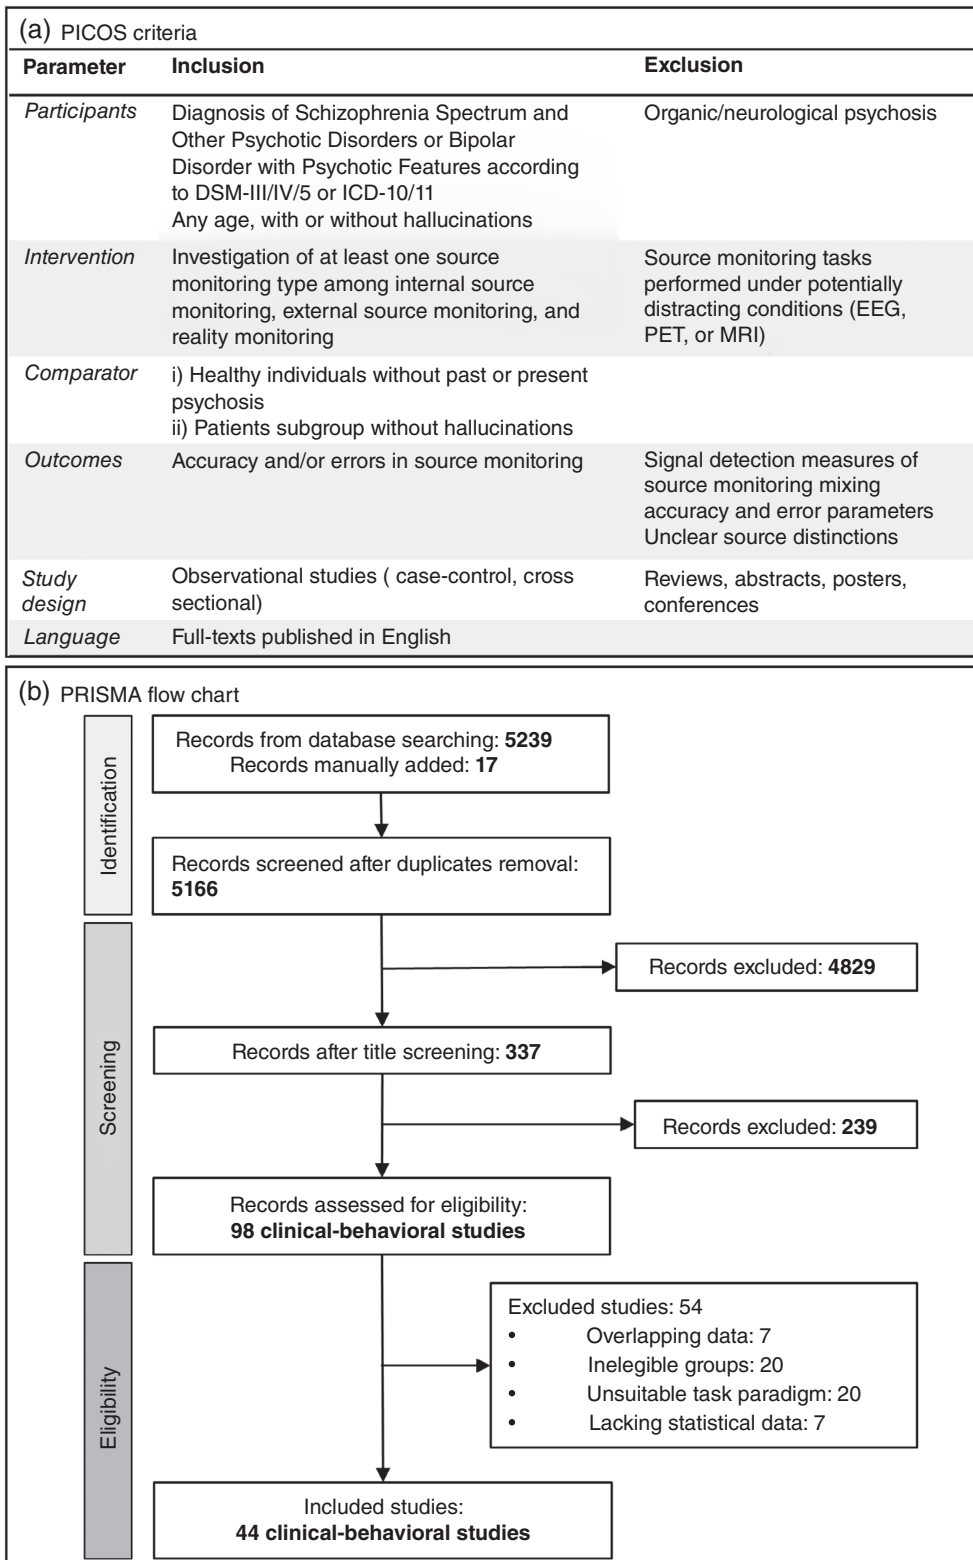 (a) PICOS criteria
Parameter Inclusion Exclusion
Participants Diagnosis of Schizophrenia Spectrum and Organic/neurological psychosis
Other Psychotic Disorders or Bipolar
Disorder with Psychotic Features according
to DSM-III/IV/5 or ICD-10/11
Any age, with or without hallucinations
Intervention Investigation of at least one source Source monitoring tasks
monitoring type among internal source performed under potentially
monitoring, external source monitoring, and distracting conditions (EEG,
reality monitoring PET, or MRI)
Comparator i) Healthy individuals without past or present
psychosis
ii) Patients subgroup without hallucinations
Outcomes Accuracy and/or errors in source monitoring Signal detection measures of
source monitoring mixing
accuracy and error parameters
Unclear source distinctions
Study Observational studies ( case-control, cross Reviews, abstracts, posters,
design sectional) conferences
Language Full-texts published in English
(b) PRISMA flow chart
Identification
Records from database searching: 5239
Records manually added: 17
Records screened after duplicates removal:
5166
Screening
Records excluded: 4829
Records after title screening: 337
Records excluded: 239
Records assessed for eligibility:
98 clinical-behavioral studies
Eligibility
Excluded studies: 54
• Overlapping data: 7
• Inelegible groups: 20
• Unsuitable task paradigm: 20
• Lacking statistical data: 7
Included studies:
44 clinical-behavioral studies